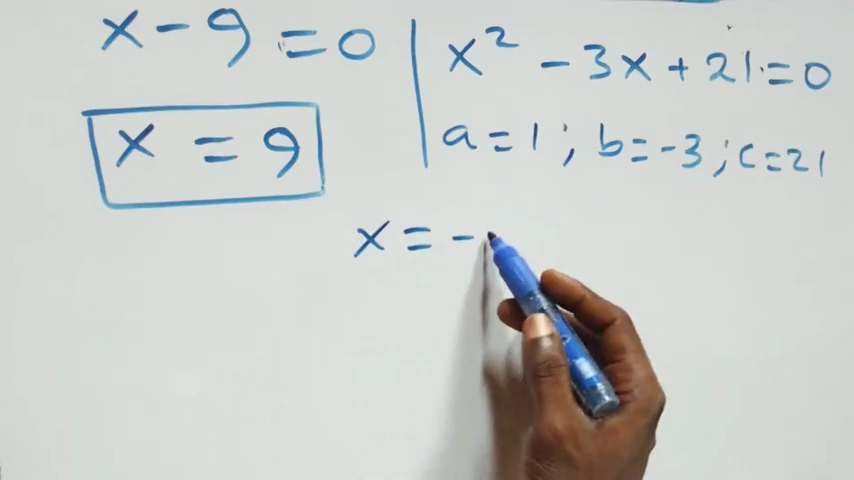 x - 9 = 0
x = 9
x² - 3x + 21 = 0
a = 1 ; b = -3 ; c = 21
x = -